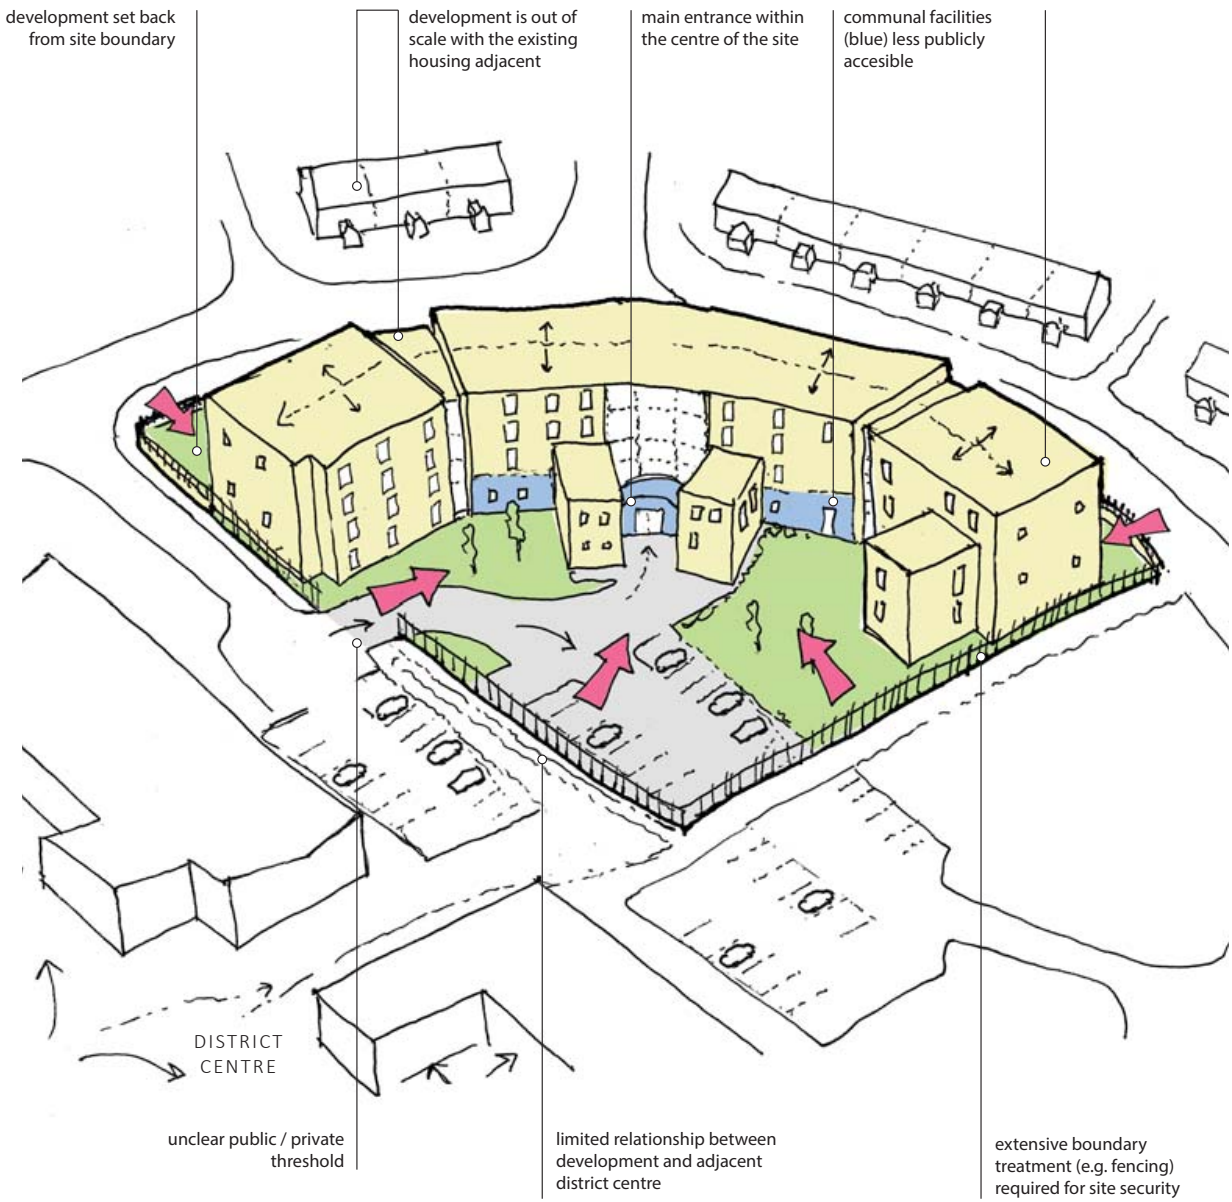 development set back
from site boundary
development is out of
scale with the existing
housing adjacent
main entrance within
the centre of the site
communal facilities
(blue) less publicly
accesible
DISTRICT
CENTRE
unclear public / private
threshold
limited relationship between
development and adjacent
district centre
extensive boundary
treatment (e.g. fencing)
required for site security